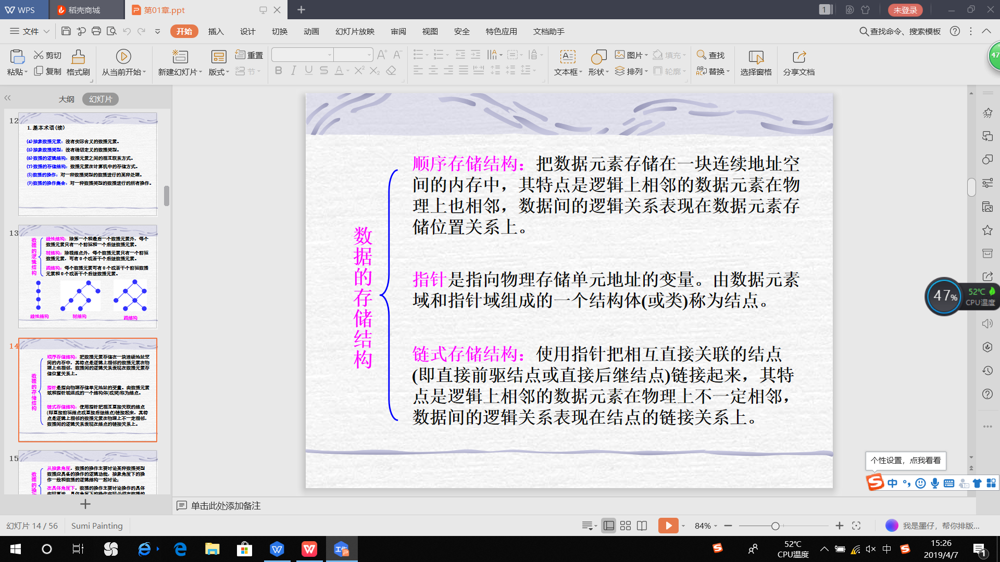 WPS
稻壳商城
第01章.ppt
1
未登录
文件
开始
插入
设计
切换
动画
幻灯片放映
审阅
视图
安全
特色应用
文档助手
查找命令、搜索模板
粘贴
剪切
复制
格式刷
从当前开始
新建幻灯片
版式
重置
节
文本框
形状
图片
排列
填充
轮廓
查找
替换
选择窗格
分享文档
47
大纲
幻灯片
12
1.基本术语(续)
(4)抽象数据元素：没有实际含义的数据元素。
(5)抽象数据类型：没有确切定义的数据类型。
(6)数据的逻辑结构：数据元素之间的相互联系方式。
(7)数据的存储结构：数据元素在计算机中的存储方式。
(8)数据的操作：对一种数据类型的数据进行的某种处理。
(9)数据的操作集合：对一种数据类型的数据进行的所有操作。
13
数据的逻辑结构
线性结构：除第一个和最后一个数据元素外，每个
数据元素只有一个前驱和一个后继数据元素。
树结构：除根结点外，每个数据元素只有一个前驱
数据元素，可有0个或若干个后继数据元素。
图结构：每个数据元素可有0个或若干个前驱数据
元素和0个或若干个后继数据元素。
线性结构
树结构
图结构
14
数据的存储结构
顺序存储结构：把数据元素存储在一块连续地址空
间的内存中，其特点是逻辑上相邻的数据元素在物
理上也相邻，数据间的逻辑关系表现在数据元素存
储位置关系上。
指针是指向物理存储单元地址的变量。由数据元素
域和指针域组成的一个结构体(或类)称为结点。
链式存储结构：使用指针把相互直接关联的结点
(即直接前驱结点或直接后继结点)链接起来，其特
点是逻辑上相邻的数据元素在物理上不一定相邻，
数据间的逻辑关系表现在结点的链接关系上。
15
数据的操
从抽象角度，数据的操作主要讨论某种数据类型
数据应具备的操作的逻辑功能，抽象角度下的操
作一般和数据的逻辑结构一起讨论；
在具体角度下，数据的操作主要讨论操作的具体
数据的存储结构
顺序存储结构：把数据元素存储在一块连续地址空
间的内存中，其特点是逻辑上相邻的数据元素在物
理上也相邻，数据间的逻辑关系表现在数据元素存
储位置关系上。
指针是指向物理存储单元地址的变量。由数据元素
域和指针域组成的一个结构体(或类)称为结点。
链式存储结构：使用指针把相互直接关联的结点
(即直接前驱结点或直接后继结点)链接起来，其特
点是逻辑上相邻的数据元素在物理上不一定相邻，
数据间的逻辑关系表现在结点的链接关系上。
47%
52℃
CPU温度
个性设置，点我看看
中
单击此处添加备注
幻灯片 14 / 56
Sumi Painting
84%
我是墨仔，帮你排版...
52℃
CPU温度
中
15:26
2019/4/7
1